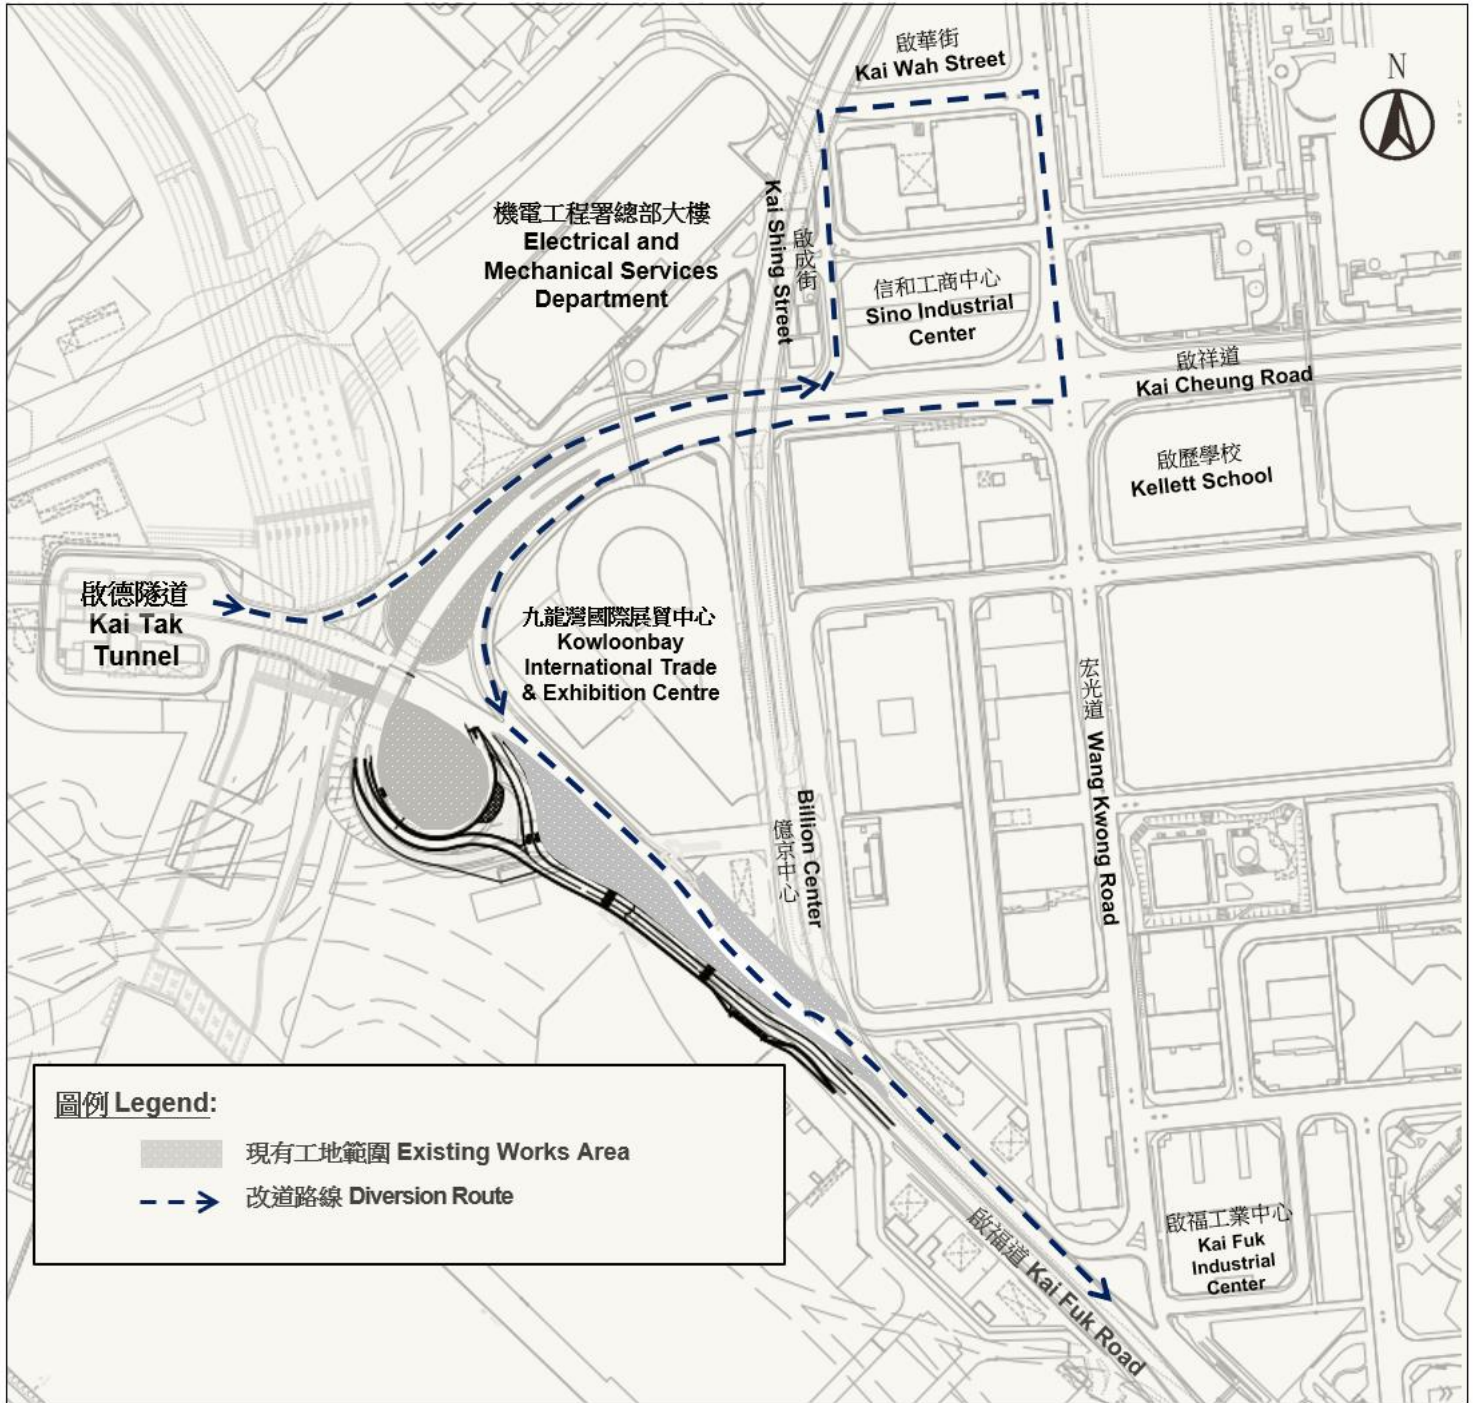 啟華街
Kai Wah Street
N
機電工程署總部大樓
Electrical and
Mechanical Services
Department
Kai Shing Street
啟成街
信和工商中心
Sino Industrial
Center
啟祥道
Kai Cheung Road
啟歷學校
Kellett School
啟德隧道
Kai Tak
Tunnel
九龍灣國際展貿中心
Kowloonbay
International Trade
& Exhibition Centre
宏光道 Wang Kwong Road
Billion Center
億京中心
圖例 Legend:
現有工地範圍 Existing Works Area
改道路線 Diversion Route
啟福道 Kai Fuk Road
啟福工業中心
Kai Fuk
Industrial
Center